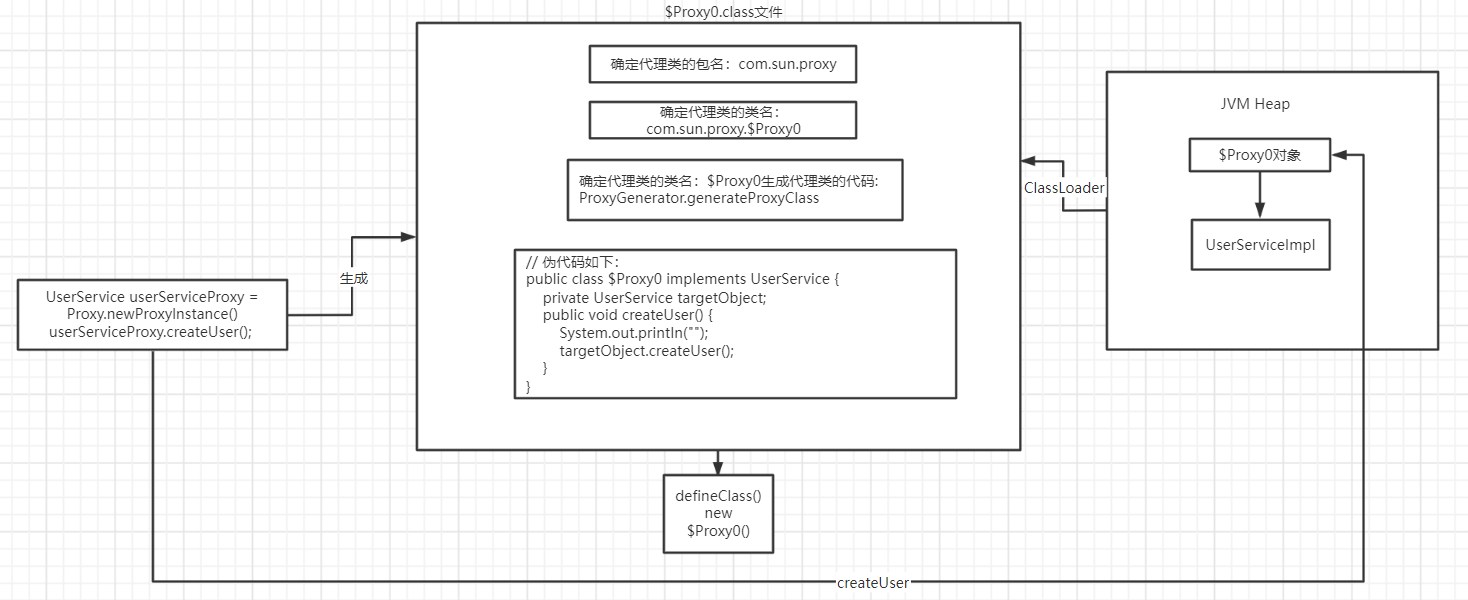 $Proxy0.class文件
确定代理类的包名：com.sun.proxy
确定代理类的类名：
com.sun.proxy.$Proxy0
确定代理类的类名：$Proxy0生成代理类的代码:
ProxyGenerator.generateProxyClass
// 伪代码如下：
public class $Proxy0 implements UserService {
private UserService targetObject;
public void createUser() {
System.out.println("");
targetObject.createUser();
}
}
生成
UserService userServiceProxy =
Proxy.newProxyInstance()
userServiceProxy.createUser();
ClassLoader
JVM Heap
$Proxy0对象
UserServiceImpl
defineClass()
new
$Proxy0()
createUser